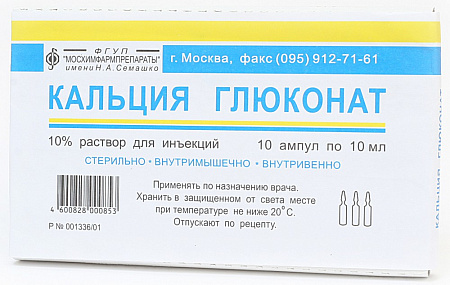 ФГУП
"МОСХИМФАРМПРЕПАРАТЫ"
имени Н.А.Семашко
г. Москва, факс (095) 912-71-61
КАЛЬЦИЯ ГЛЮКОНАТ
10% раствор для инъекций 10 ампул по 10 мл
СТЕРИЛЬНО • ВНУТРИМЫШЕЧНО • ВНУТРИВЕННО
Применять по назначению врача.
Хранить в защищенном от света месте
при температуре не ниже 20°С.
Отпускают по рецепту.
4 600828 000853
Р № 001336/01
КАЛЬЦИЯ ГЛЮКОНАТ